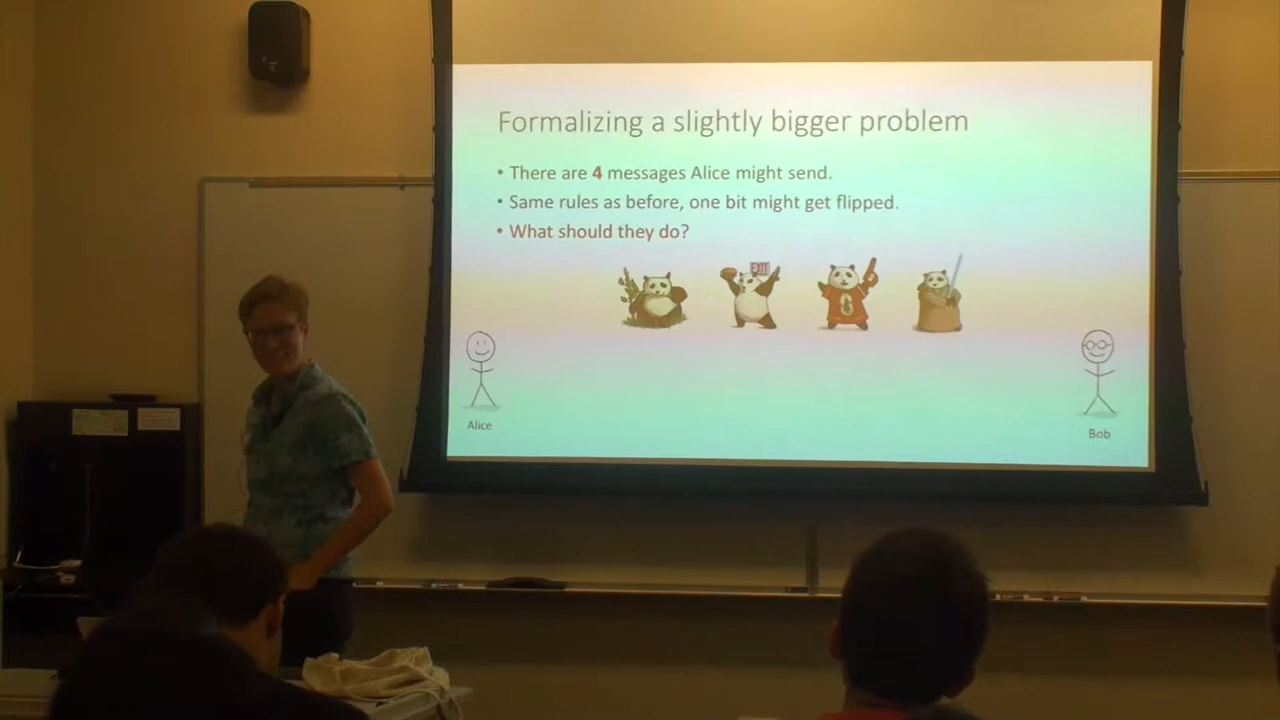 Formalizing a slightly bigger problem
• There are 4 messages Alice might send.
• Same rules as before, one bit might get flipped.
• What should they do?
EXIT
Alice
Bob